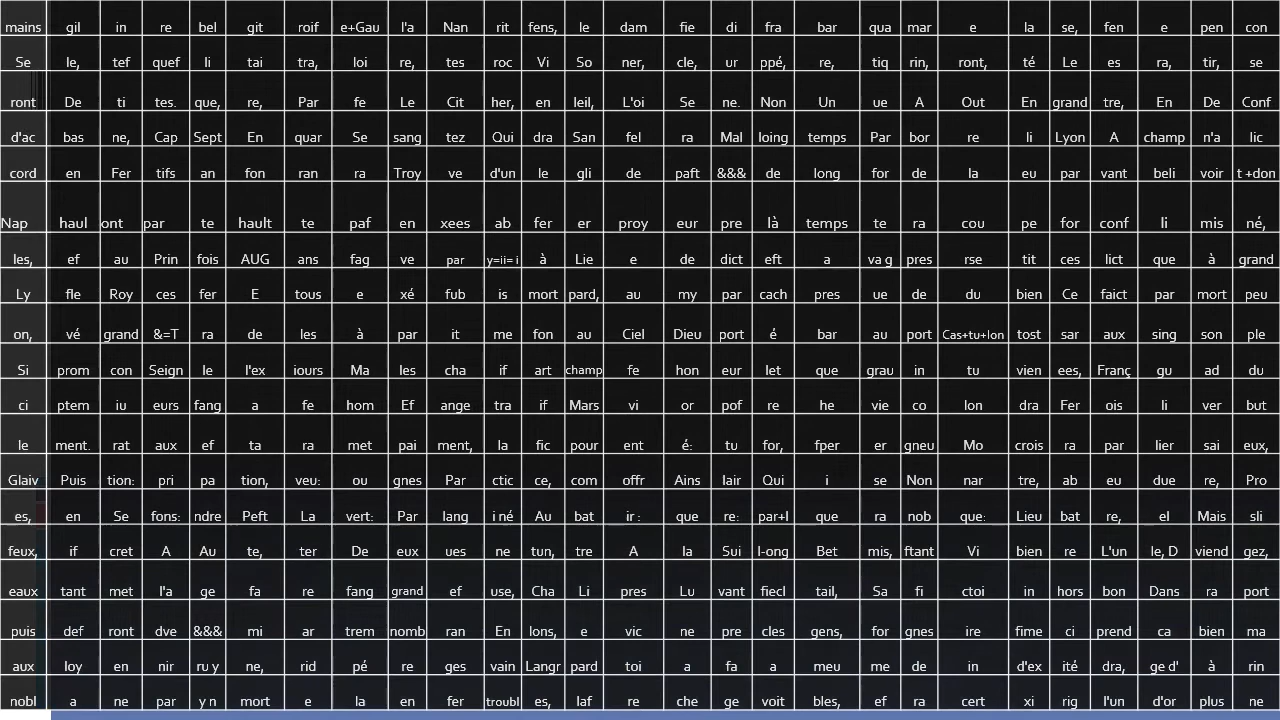 mains gil in re bel git roif e+Gau l'a Nan rit fens, le dam fie di fra bar qua mar e la se, fen e pen con
Se le, tef quef li tai tra, loi re, tes roc Vi So ner, cle, ur ppé, re, tiq rin, ront, té Le es ra, tir, se
ront De ti tes. que, re, Par fe Le Cit her, en leil, L'oi Se ne. Non Un ue A Out En grand tre, En De Conf
d'ac bas ne, Cap Sept En quar Se sang tez Qui dra San fel ra Mal loing temps Par bor re li Lyon A champ n'a lic
cord en Fer tifs an fon ran ra Troy ve d'un le gli de paft &&& de long for de la eu par vant beli voir t +don
Nap haul ont par te hault te paf en xees ab fer er proy eur pre là temps te ra cou pe for conf li mis né,
les, ef au Prin fois AUG ans fag ve par y=ii= i à Lie e de dict eft a va g pres rse tit ces lict que à grand
Ly fle Roy ces fer E tous e xé fub is mort pard, au my par cach pres ue de du bien Ce faict par mort peu
on, vé grand &=T ra de les à par it me fon au Ciel Dieu port é bar au port Cas+tu+lon tost sar aux sing son ple
Si prom con Seign le l'ex iours Ma les cha if art champ fe hon eur let que grau in tu vien ees, Franç gu ad du
ci ptem iu eurs fang a fe hom Ef ange tra if Mars vi or pof re he vie co lon dra Fer ois li ver but
le ment. rat aux ef ta ra met pai ment, la fic pour ent é: tu for, fper er gneu Mo crois ra par lier sai eux,
Glaiv Puis tion: pri pa tion, veu: ou gnes Par ctic ce, com offr Ains lair Qui i se Non nar tre, ab eu due re, Pro
es, en Se fons: ndre Peft La vert: Par lang i né Au bat ir : que re: par+l que ra nob que: Lieu bat re, el Mais sli
feux, if cret A Au te, ter De eux ues ne tun, tre A la Sui l-ong Bet mis, ftant Vi bien re L'un le, D viend gez,
eaux tant met l'a ge fa re fang grand ef use, Cha Li pres Lu vant fiecl tail, Sa fi ctoi in hors bon Dans ra port
puis def ront dve &&& mi ar trem nomb ran En lons, e vic ne pre cles gens, for gnes ire fime ci prend ca bien ma
aux loy en nir ru y ne, rid pé re ges vain Langr pard toi a fa a meu me de in d'ex ité dra, ge d' à rin
nobl a ne par y n mort e la en fer troubl es, laf re che ge voit bles, ef ra cert xi rig l'un d'or plus ne